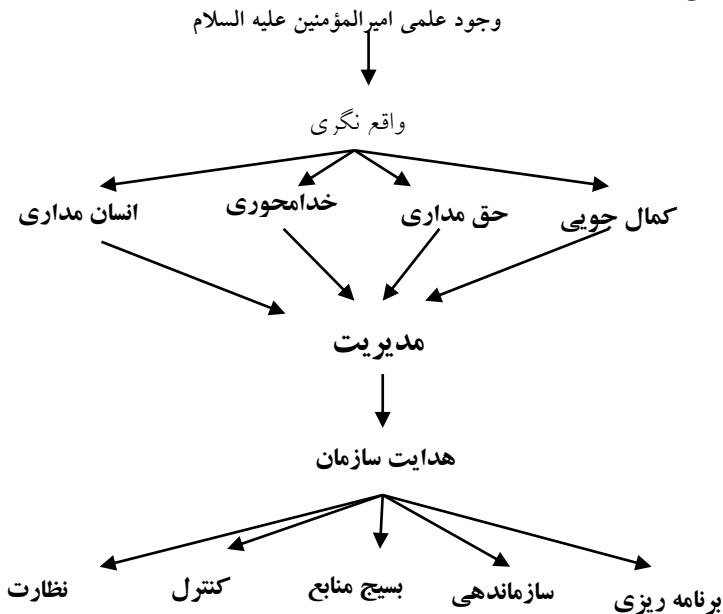 وجود علمی امیرالمؤمنین علیه السلام
واقع نگری
کمال جویی حق مداری خدامحوری انسان مداری
مدیریت
هدایت سازمان
برنامه ریزی سازماندهی بسیج منابع کنترل نظارت